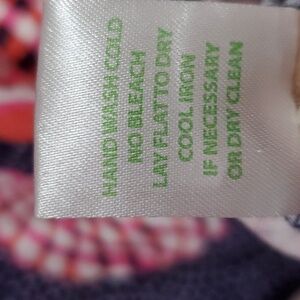 HAND WASH COLD
NO BLEACH
LAY FLAT TO DRY
COOL IRON
IF NECESSARY
OR DRY CLEAN